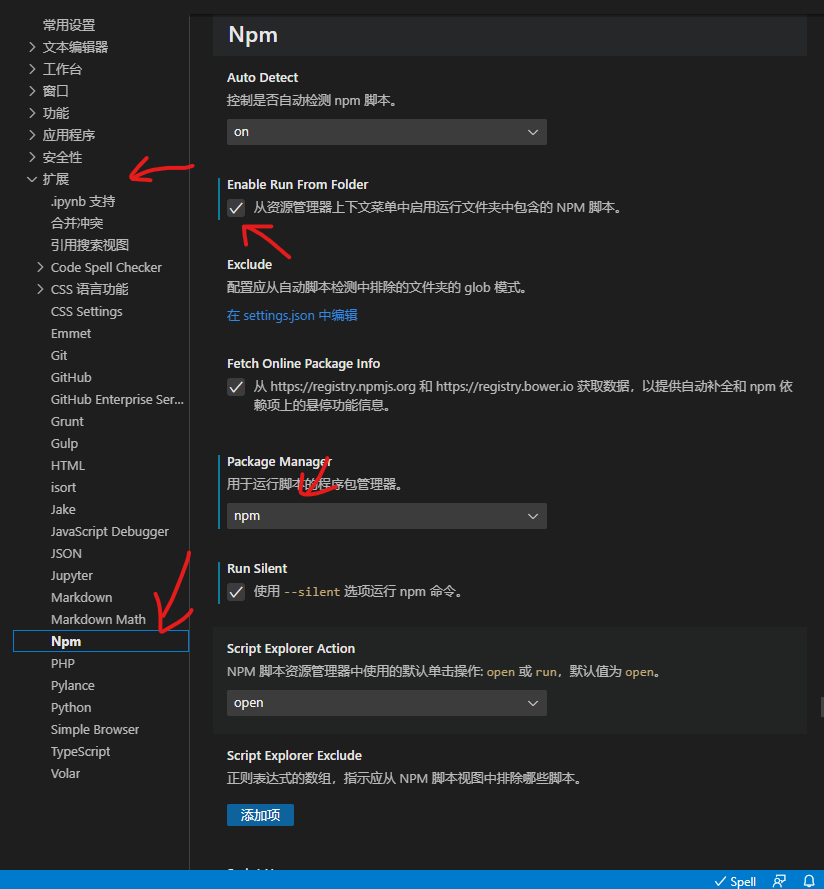 常用设置
文本编辑器
工作台
窗口
功能
应用程序
安全性
扩展
.ipynb 支持
合并冲突
引用搜索视图
Code Spell Checker
CSS 语言功能
CSS Settings
Emmet
Git
GitHub
GitHub Enterprise Ser...
Grunt
Gulp
HTML
isort
Jake
JavaScript Debugger
JSON
Jupyter
Markdown
Markdown Math
Npm
PHP
Pylance
Python
Simple Browser
TypeScript
Volar
Npm
Auto Detect
控制是否自动检测 npm 脚本。
on
Enable Run From Folder
从资源管理器上下文菜单中启用运行文件夹中包含的 NPM 脚本。
Exclude
配置应从自动脚本检测中排除的文件夹的 glob 模式。
在 settings.json 中编辑
Fetch Online Package Info
从 https://registry.npmjs.org 和 https://registry.bower.io 获取数据，以提供自动补全和 npm 依
赖项上的悬停功能信息。
Package Manager
用于运行脚本的程序包管理器。
npm
Run Silent
使用 --silent 选项运行 npm 命令。
Script Explorer Action
NPM 脚本资源管理器中使用的默认单击操作: open 或 run，默认值为 open。
open
Script Explorer Exclude
正则表达式的数组，指示应从 NPM 脚本视图中排除哪些脚本。
添加项
Spell